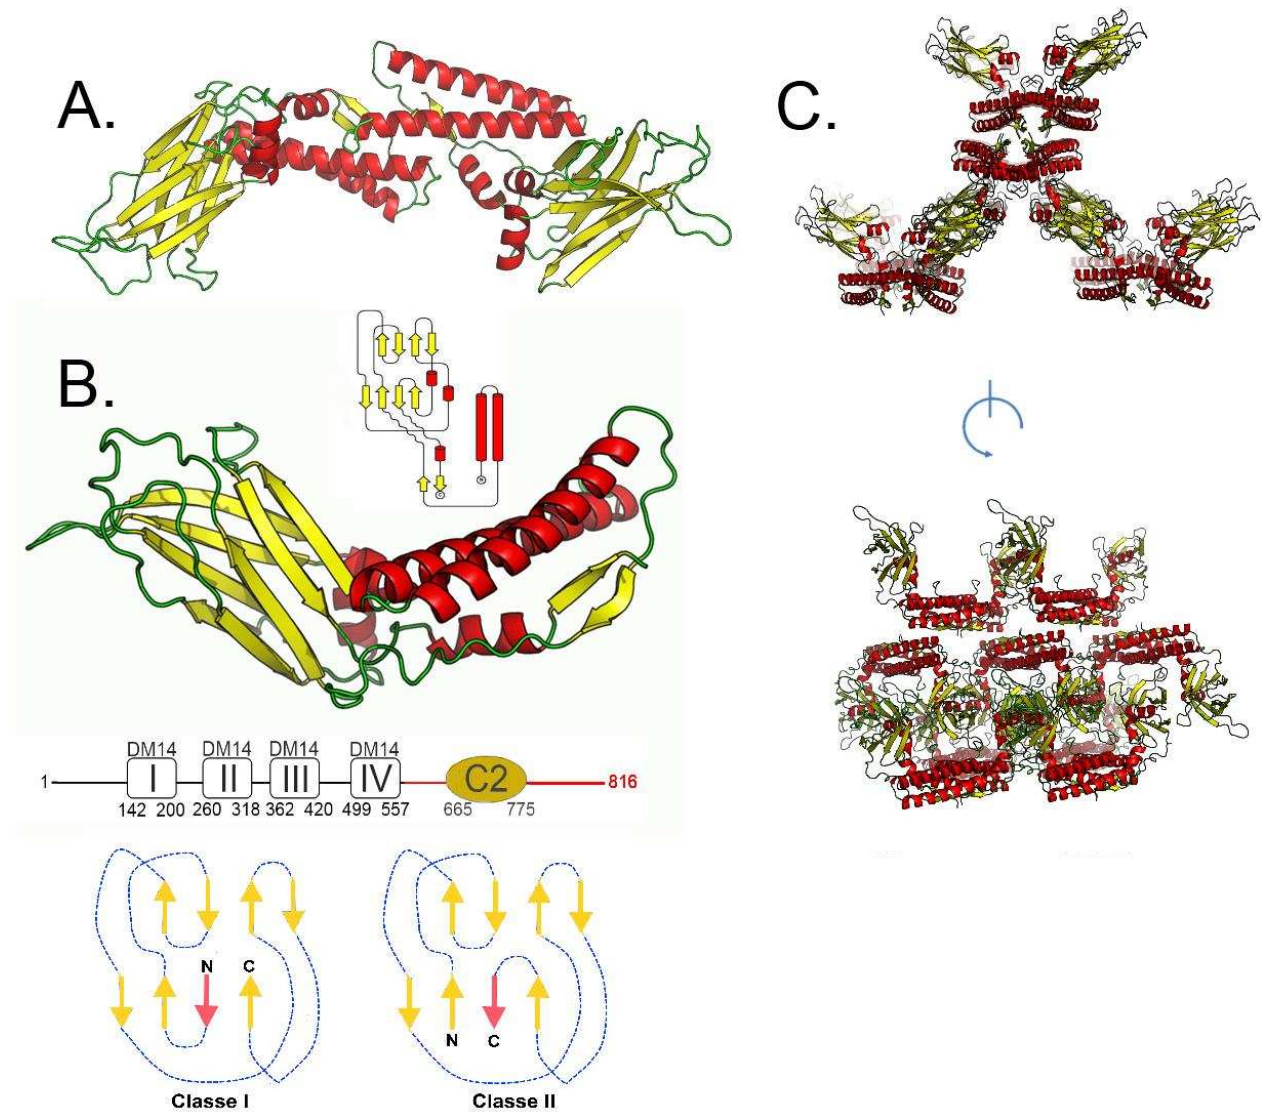 A.
C.
B.
N
C
DM14 DM14 DM14 DM14
1 I II III IV C2 816
142 200 260 318 362 420 499 557 665 775
N C
N C
Classe I Classe II